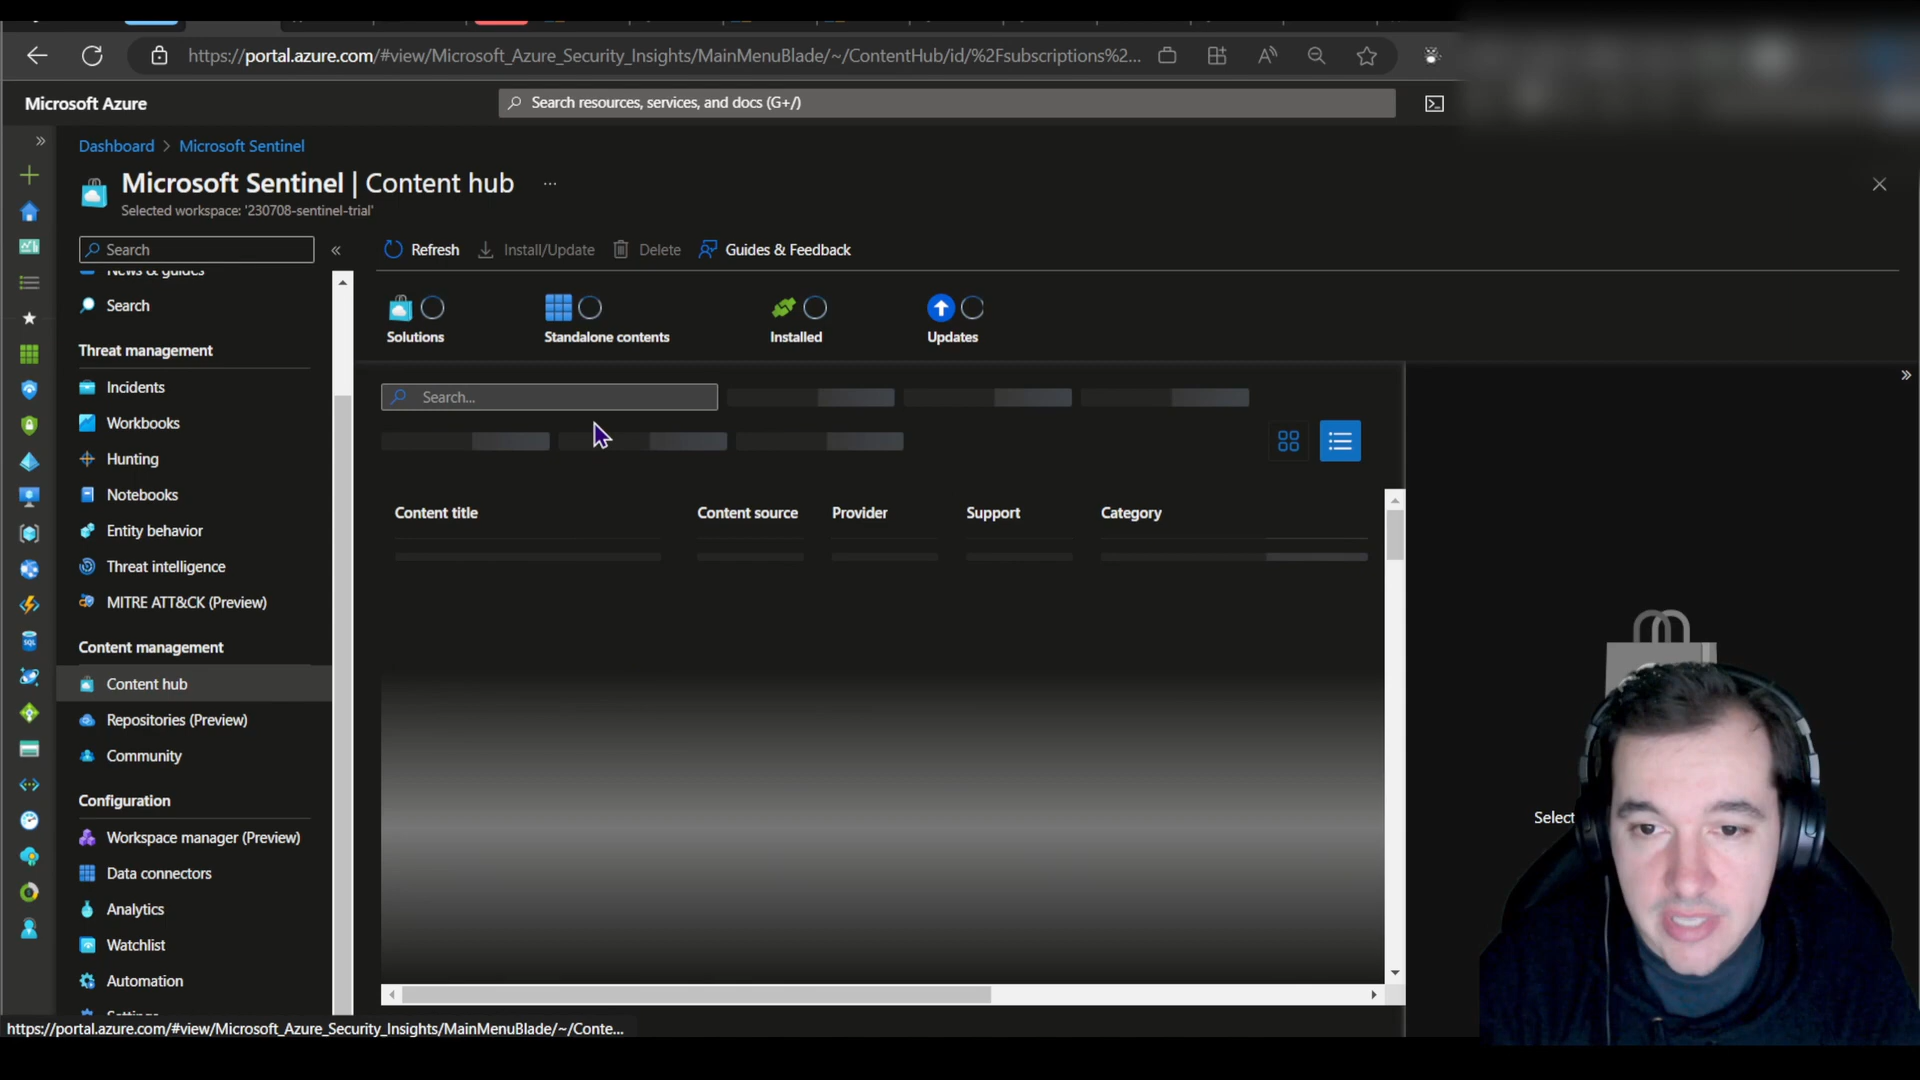 https://portal.azure.com/#view/Microsoft_Azure_Security_Insights/MainMenuBlade/~/ContentHub/id/%2Fsubscriptions%2...
Microsoft Azure
Search resources, services, and docs (G+/)
Dashboard > Microsoft Sentinel
Microsoft Sentinel | Content hub ...
Selected workspace: '230708-sentinel-trial'
Search
Refresh Install/Update Delete Guides & Feedback
News & guides
Search
Threat management
Incidents
Workbooks
Hunting
Notebooks
Entity behavior
Threat intelligence
MITRE ATT&CK (Preview)
Content management
Content hub
Repositories (Preview)
Community
Configuration
Workspace manager (Preview)
Data connectors
Analytics
Watchlist
Automation
Settings
Solutions Standalone contents Installed Updates
Search...
Content title Content source Provider Support Category
Select
https://portal.azure.com/#view/Microsoft_Azure_Security_Insights/MainMenuBlade/~/Conte...